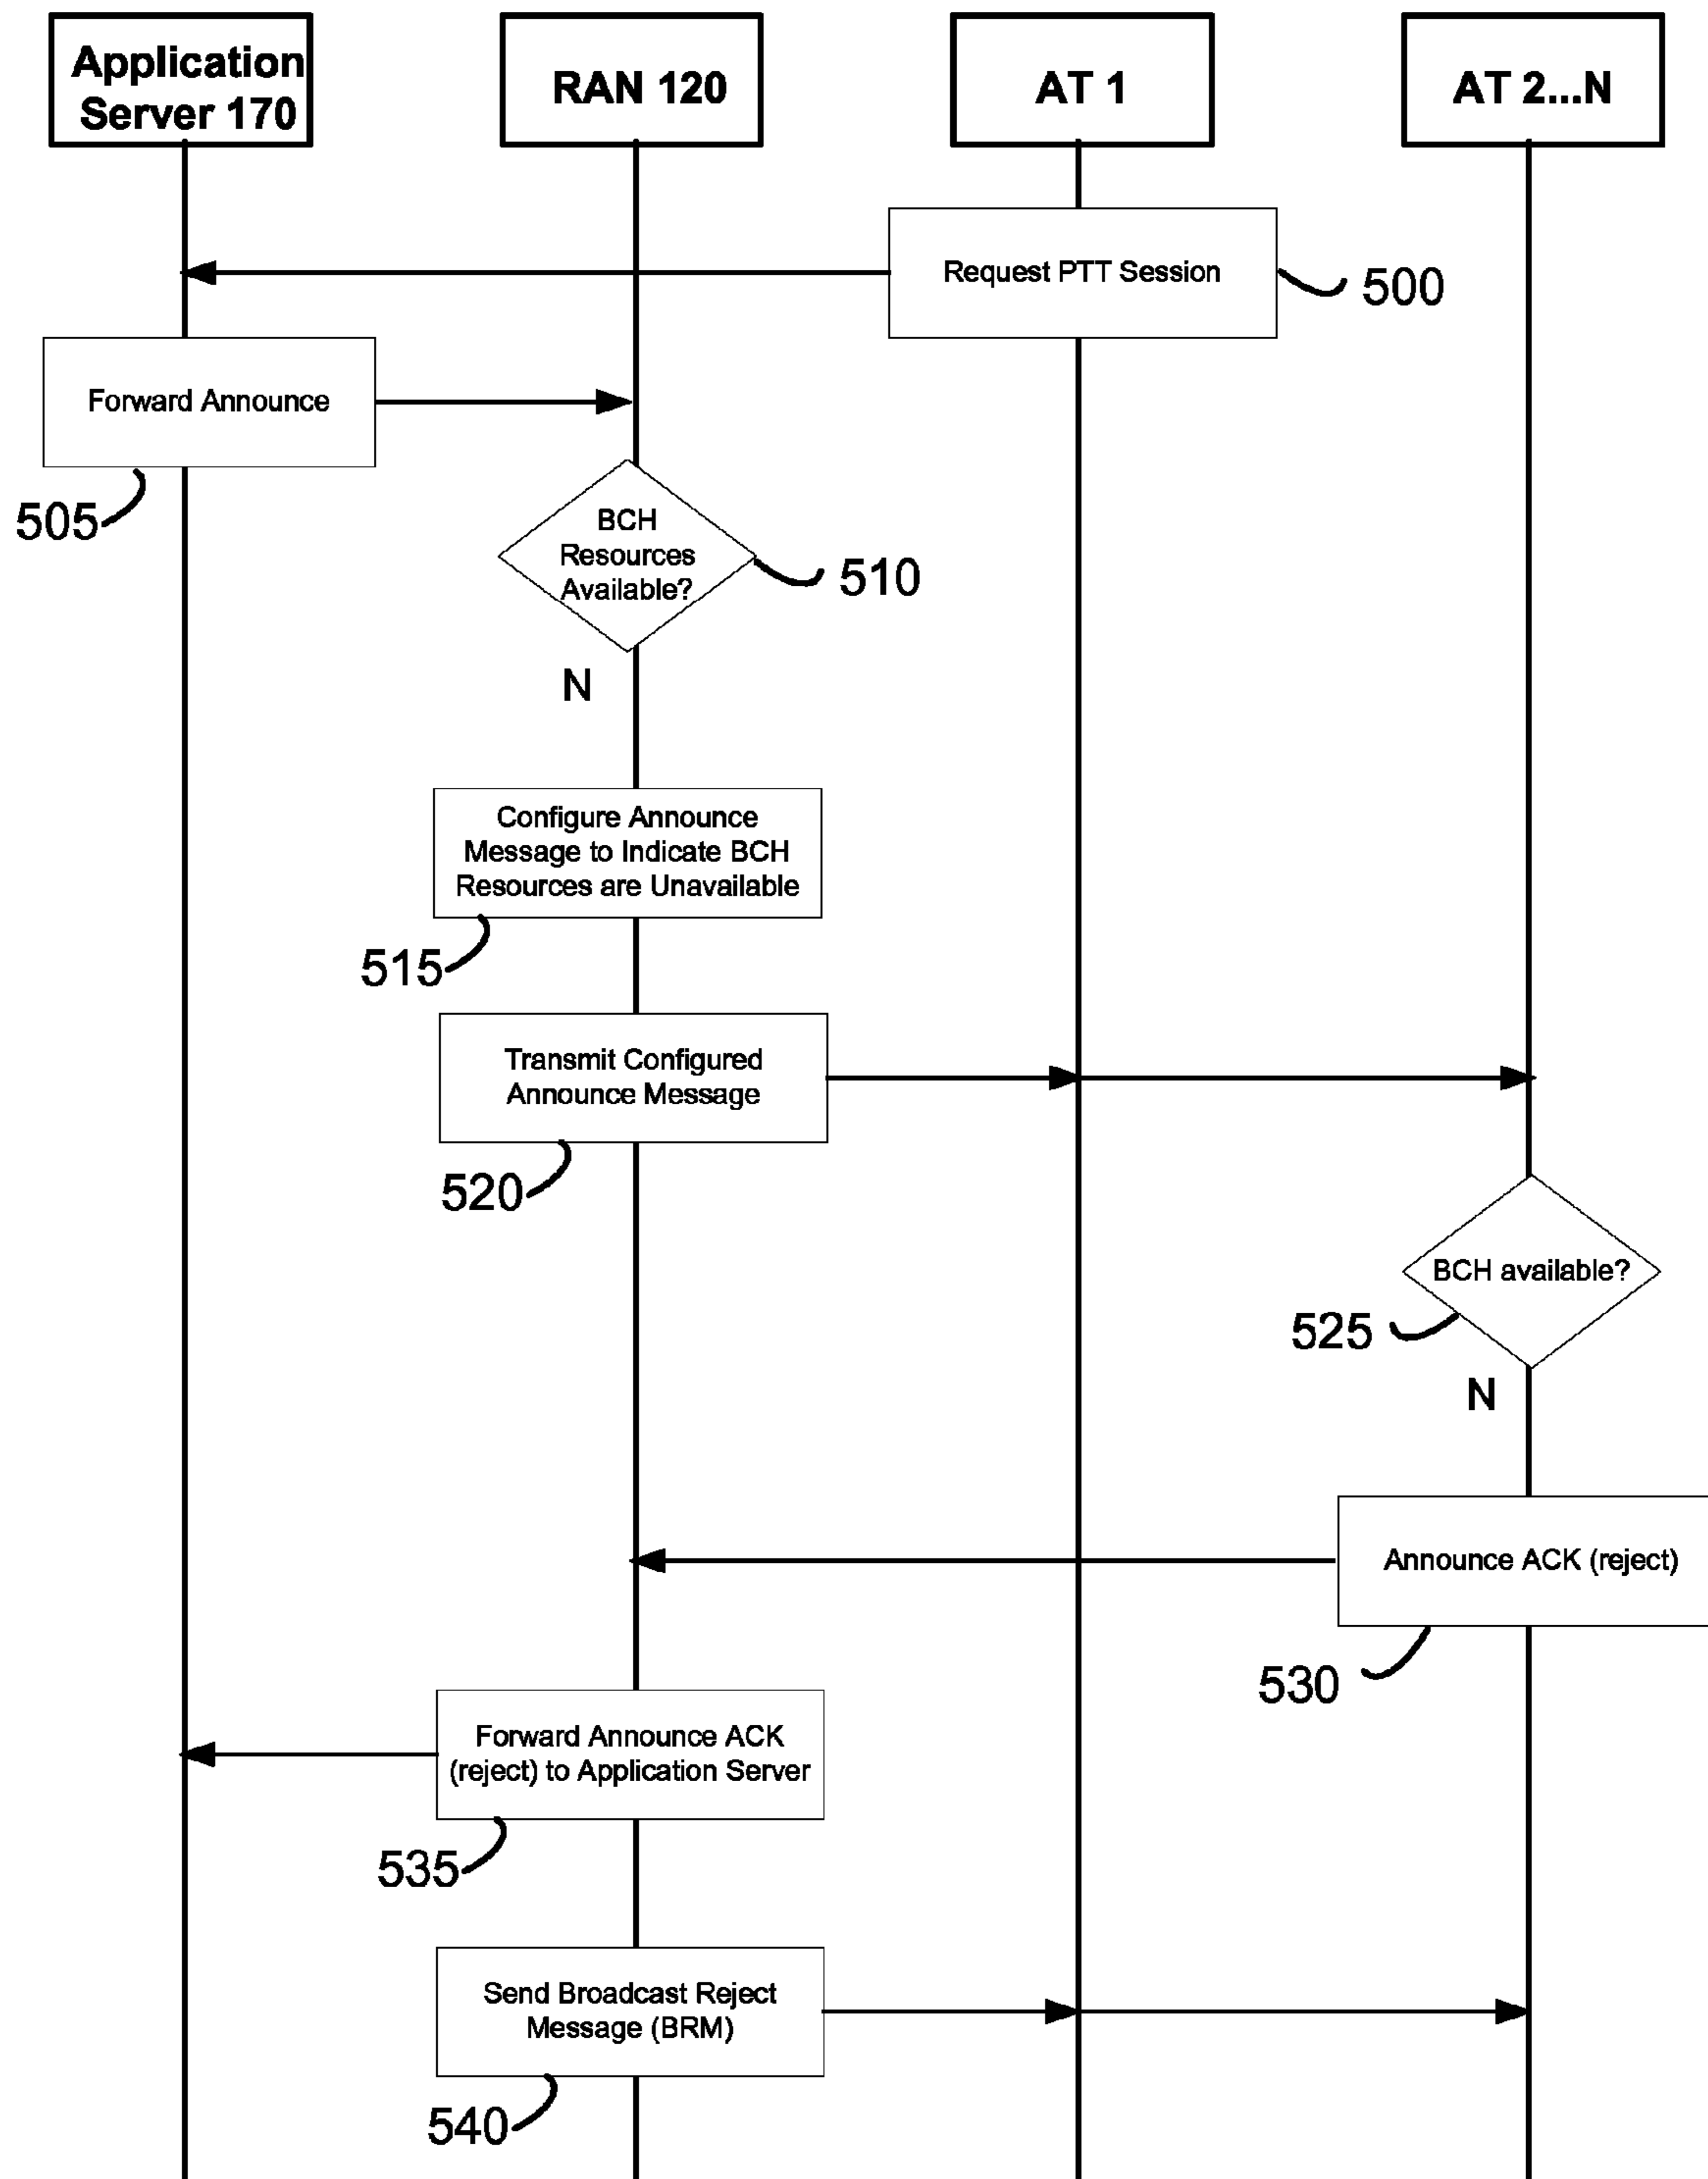 Application
Server 170
RAN 120
AT 1
AT 2...N
Request PTT Session
500
Forward Announce
505
BCH
Resources
Available?
510
N
Configure Announce
Message to Indicate BCH
Resources are Unavailable
515
Transmit Configured
Announce Message
520
BCH available?
525
N
Announce ACK (reject)
530
Forward Announce ACK
(reject) to Application Server
535
Send Broadcast Reject
Message (BRM)
540